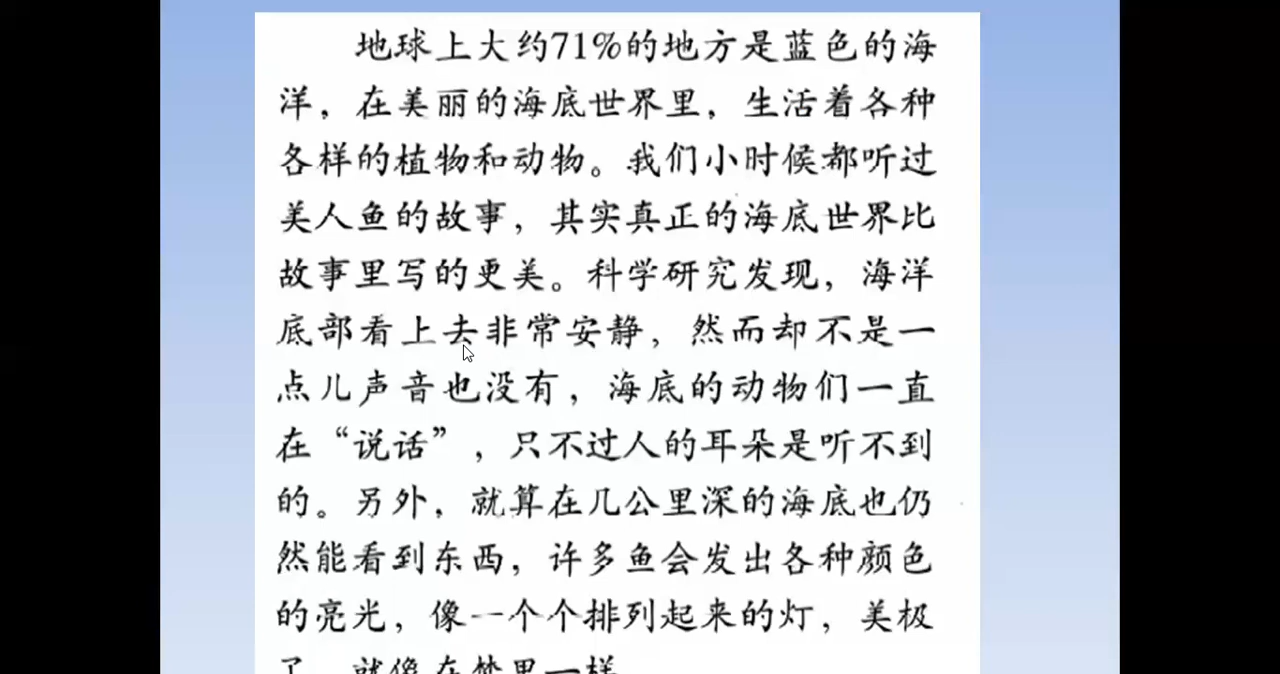 地球上大约71%的地方是蓝色的海
洋，在美丽的海底世界里，生活着各种
各样的植物和动物。我们小时候都听过
美人鱼的故事，其实真正的海底世界比
故事里写的更美。科学研究发现，海洋
底部看上去非常安静，然而却不是一
点儿声音也没有，海底的动物们一直
在“说话”，只不过人的耳朵是听不到
的。另外，就算在几公里深的海底也仍
然能看到东西，许多鱼会发出各种颜色
的亮光，像一个个排列起来的灯，美极
了，就像在梦里一样